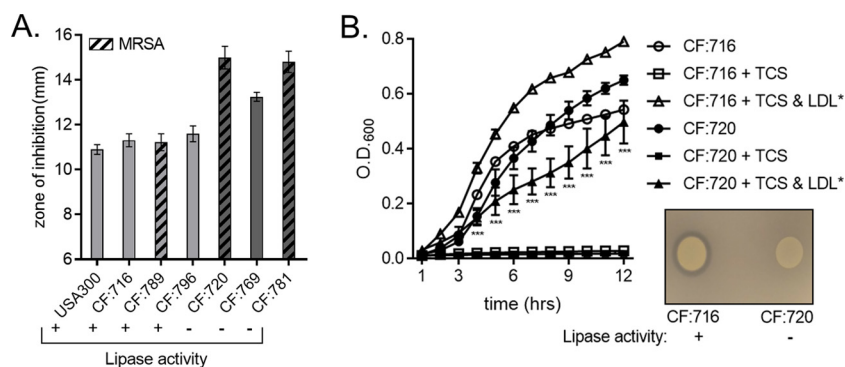 A.
zone of inhibition(mm)
16
14
12
10
8
6
MRSA
USA300
CF:716
CF:789
CF:796
CF:720
CF:769
CF:781
+ + + + - - -
Lipase activity
B.
O.D.600
0.8
0.6
0.4
0.2
0.0
1 3 6 9 12
time (hrs)
***
***
***
***
***
***
***
***
***
CF:716
CF:716 + TCS
CF:716 + TCS & LDL*
CF:720
CF:720 + TCS
CF:720 + TCS & LDL*
CF:716 CF:720
Lipase activity: + -